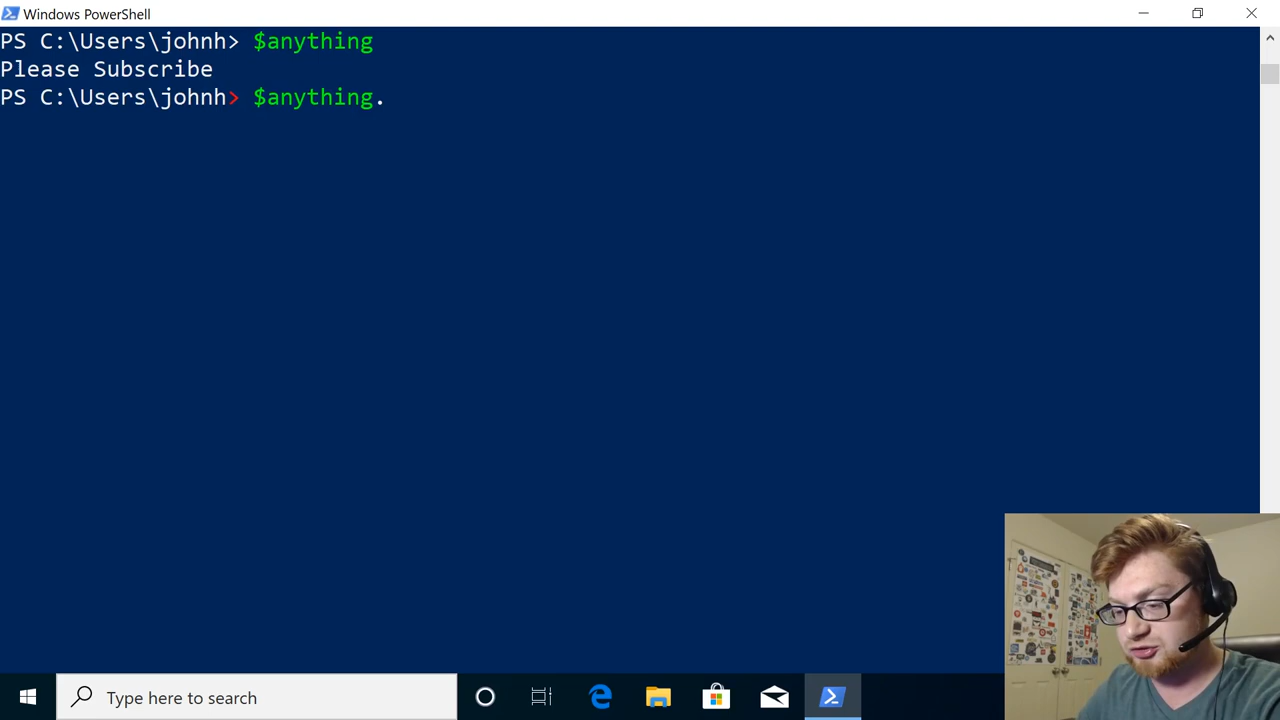 Windows PowerShell
PS C:\Users\johnh> $anything
Please Subscribe
PS C:\Users\johnh> $anything.
Type here to search